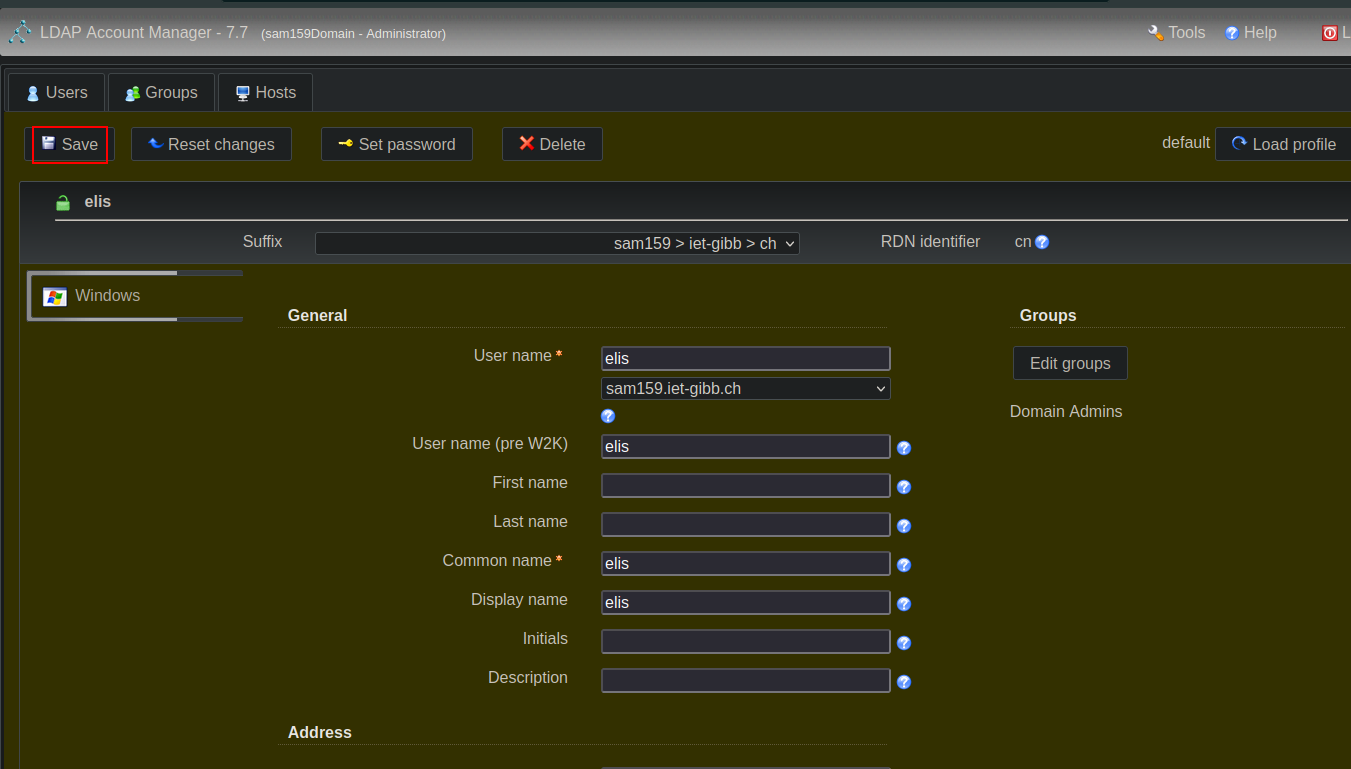 LDAP Account Manager - 7.7 (sam159Domain - Administrator) Tools Help L
Users Groups Hosts
Save Reset changes Set password Delete default Load profile
elis
Suffix sam159 > iet-gibb > ch RDN identifier cn
Windows
General Groups
User name * elis Edit groups
sam159.iet-gibb.ch
Domain Admins
User name (pre W2K) elis
First name
Last name
Common name * elis
Display name elis
Initials
Description
Address